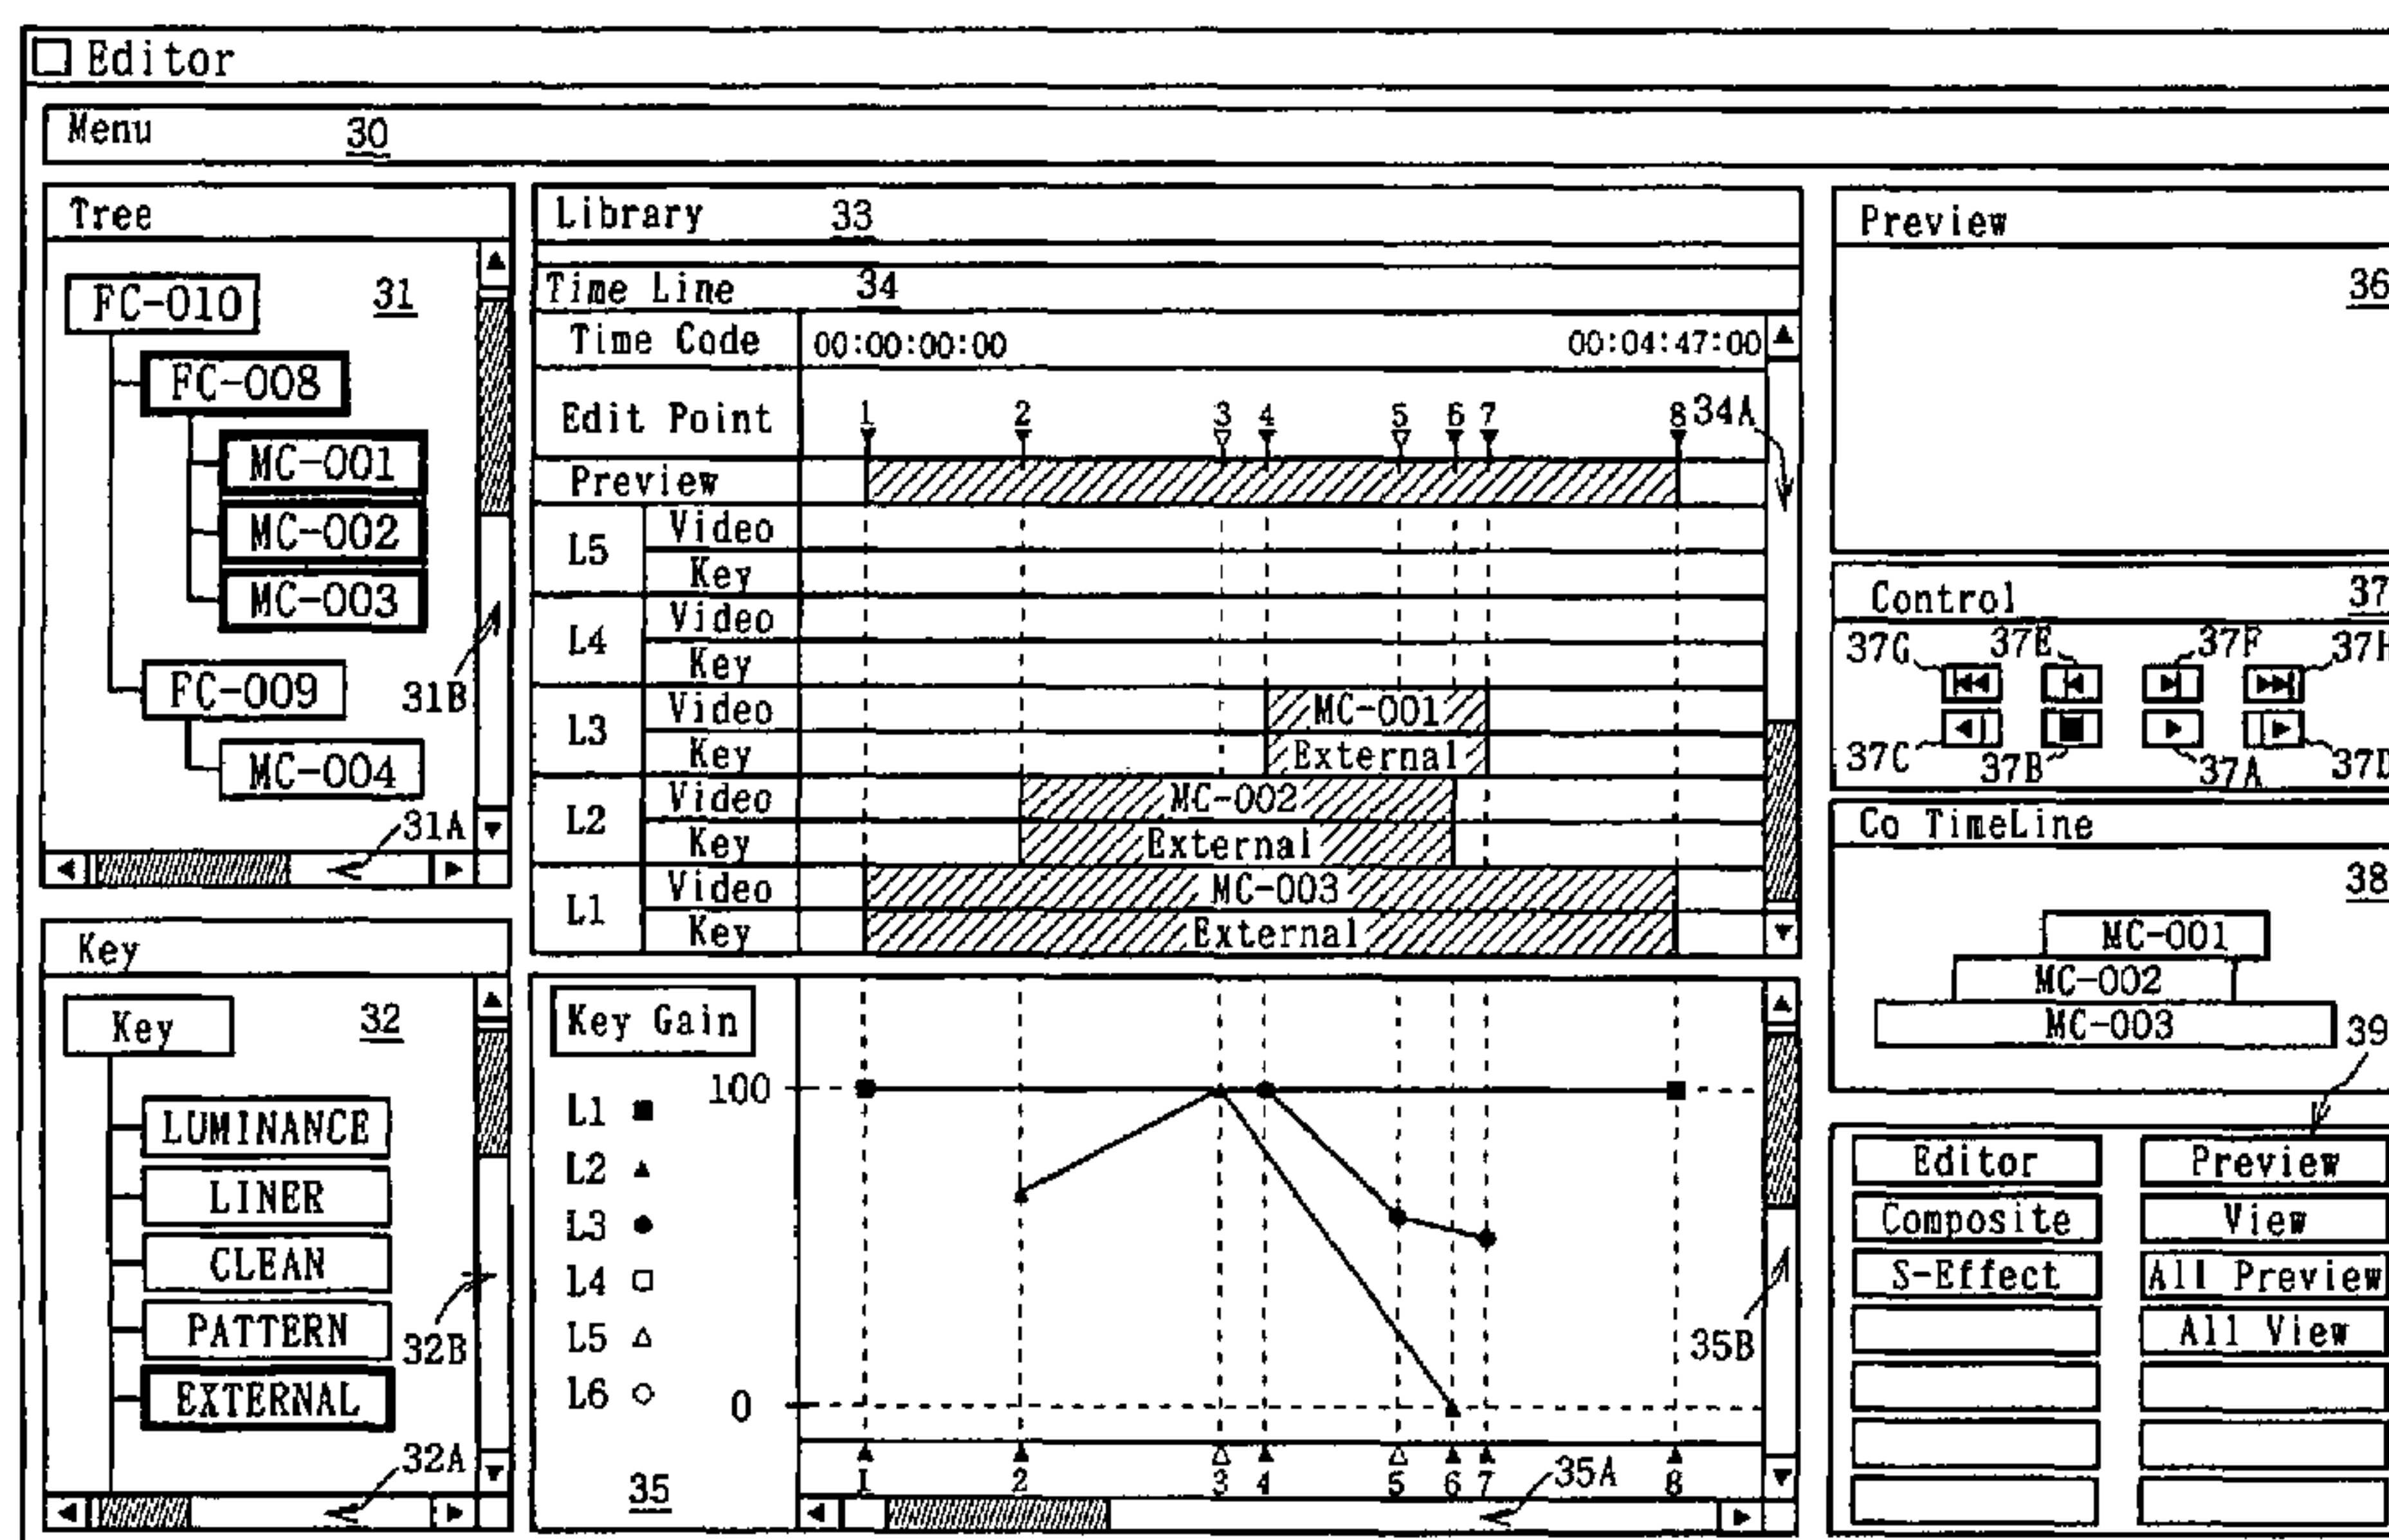 Editor
Menu 30
Tree
31
FC-010
FC-008
MC-001
MC-002
MC-003
31B
FC-009
MC-004
31A
Key
32
Key
LUMINANCE
LINER
CLEAN
PATTERN
32B
EXTERNAL
32A
Library 33
Time Line 34
Time Code 00:00:00:00 00:04:47:00
Edit Point 1 2 3 4 5 6 7 8 34A
Preview
L5 Video
Key
L4 Video
Key
L3 Video MC-001
Key External
L2 Video MC-002
Key External
L1 Video MC-003
Key External
Key Gain
100
L1
L2
L3
L4
L5
L6
0
35B
1 2 3 4 5 6 7 8
35 35A
Preview
36
Control 37
37G 37E 37F 37H
37C 37B 37A 37D
Co TimeLine
38
MC-001
MC-002
MC-003
39
Editor Preview
Composite View
S-Effect All Preview
All View